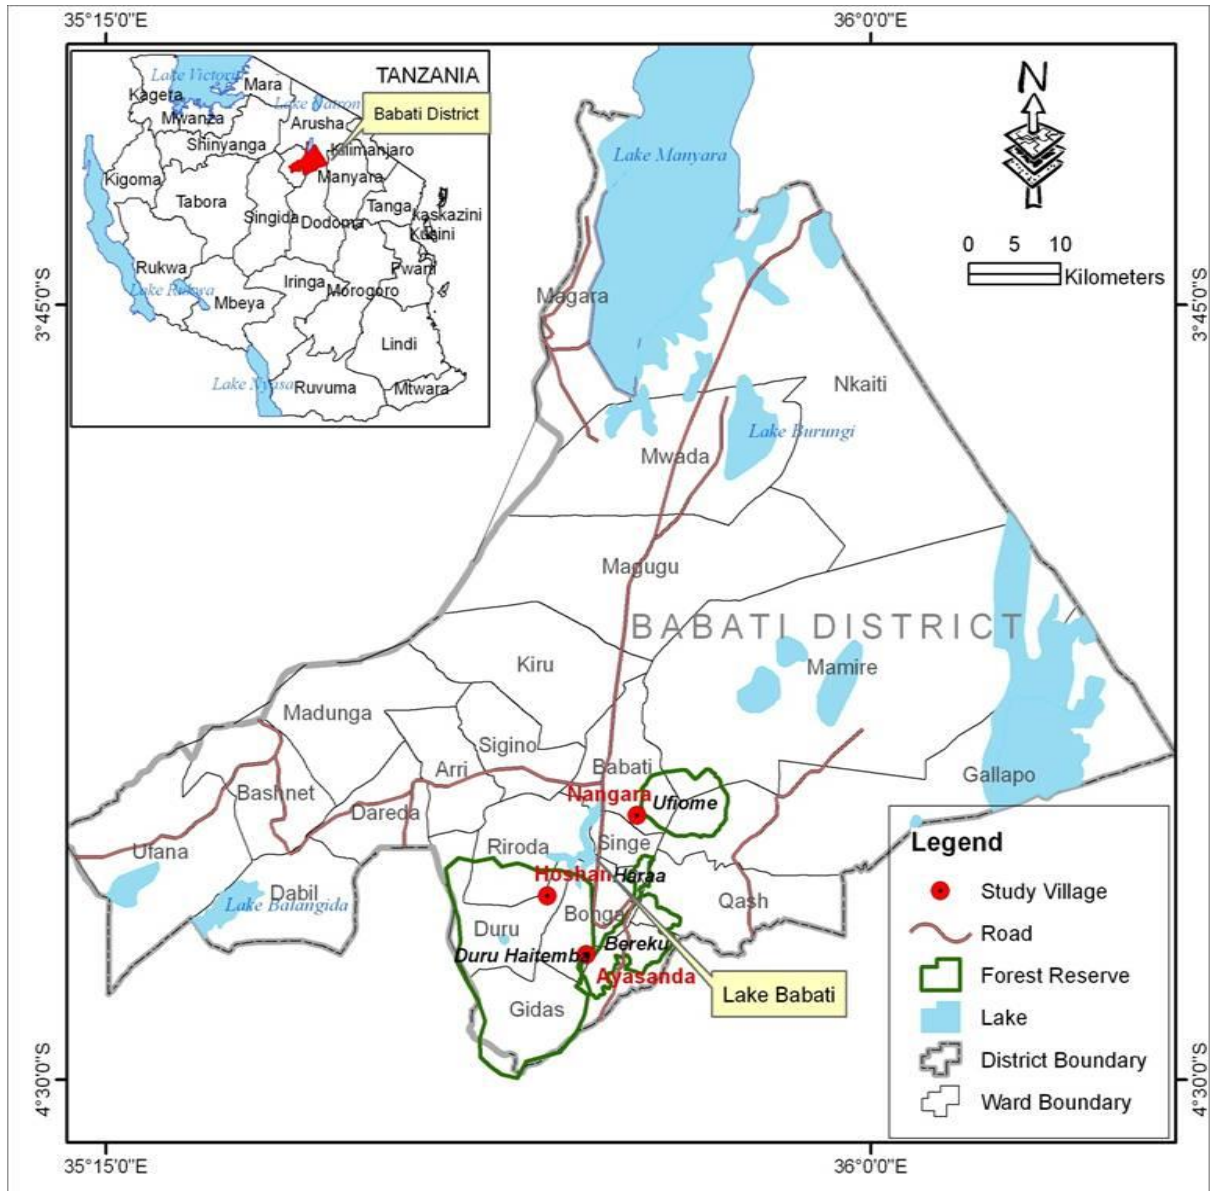 35°15'0"E
36°0'0"E
TANZANIA
Lake Victoria
Mara
Kagera
Lake Natron
Babati District
Mwanza
Arusha
Shinyanga
Kilimanjaro
Kigoma
Manyara
Tabora
Tanga
Singida
Dodoma
kaskazini
Kusini
Rukwa
Pwani
Iringa
Morogoro
Lake Rukwa
Mbeya
Lindi
Lake Nyasa
Ruvuma
Mtwara
N
0 5 10
Kilometers
3°45'0"S
3°45'0"S
Lake Manyara
Magara
Nkaiti
Lake Burungi
Mwada
Magugu
BABATI DISTRICT
Kiru
Mamire
Madunga
Sigino
Arri
Babati
Gallapo
Bashnet
Nangara
Ufiome
Dareda
Riroda
Singe
Ufana
Hoshan
Haraa
Dabil
Lake Balangida
Bonga
Qash
Duru
Bereku
Duru Haitemba
Ayasanda
Lake Babati
Gidas
Legend
Study Village
Road
Forest Reserve
Lake
District Boundary
Ward Boundary
4°30'0"S
4°30'0"S
35°15'0"E
36°0'0"E